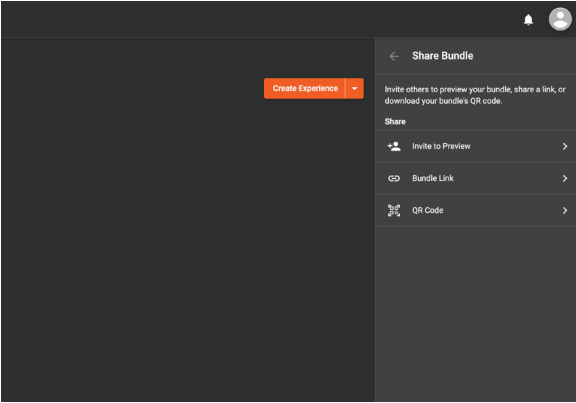 Share Bundle
Create Experience
Invite others to preview your bundle, share a link, or
download your bundle's QR code.
Share
Invite to Preview
Bundle Link
QR Code